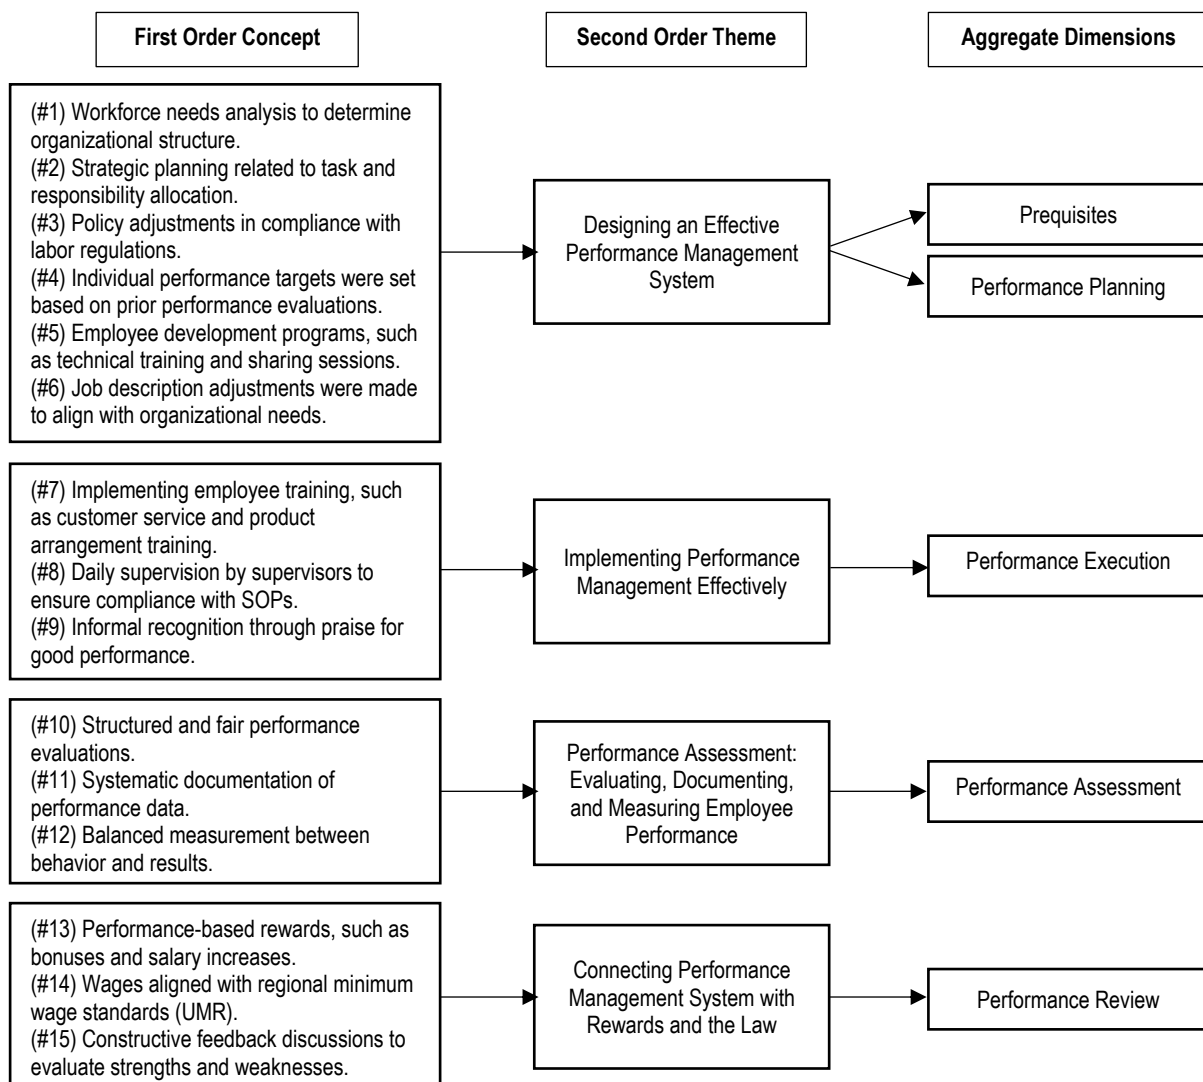 First Order Concept
Second Order Theme
Aggregate Dimensions
(#1) Workforce needs analysis to determine
organizational structure.
(#2) Strategic planning related to task and
responsibility allocation.
(#3) Policy adjustments in compliance with
labor regulations.
(#4) Individual performance targets were set
based on prior performance evaluations.
(#5) Employee development programs, such
as technical training and sharing sessions.
(#6) Job description adjustments were made
to align with organizational needs.
Designing an Effective
Performance Management
System
Prequisites
Performance Planning
(#7) Implementing employee training, such
as customer service and product
arrangement training.
(#8) Daily supervision by supervisors to
ensure compliance with SOPs.
(#9) Informal recognition through praise for
good performance.
Implementing Performance
Management Effectively
Performance Execution
(#10) Structured and fair performance
evaluations.
(#11) Systematic documentation of
performance data.
(#12) Balanced measurement between
behavior and results.
Performance Assessment:
Evaluating, Documenting,
and Measuring Employee
Performance
Performance Assessment
(#13) Performance-based rewards, such as
bonuses and salary increases.
(#14) Wages aligned with regional minimum
wage standards (UMR).
(#15) Constructive feedback discussions to
evaluate strengths and weaknesses.
Connecting Performance
Management System with
Rewards and the Law
Performance Review